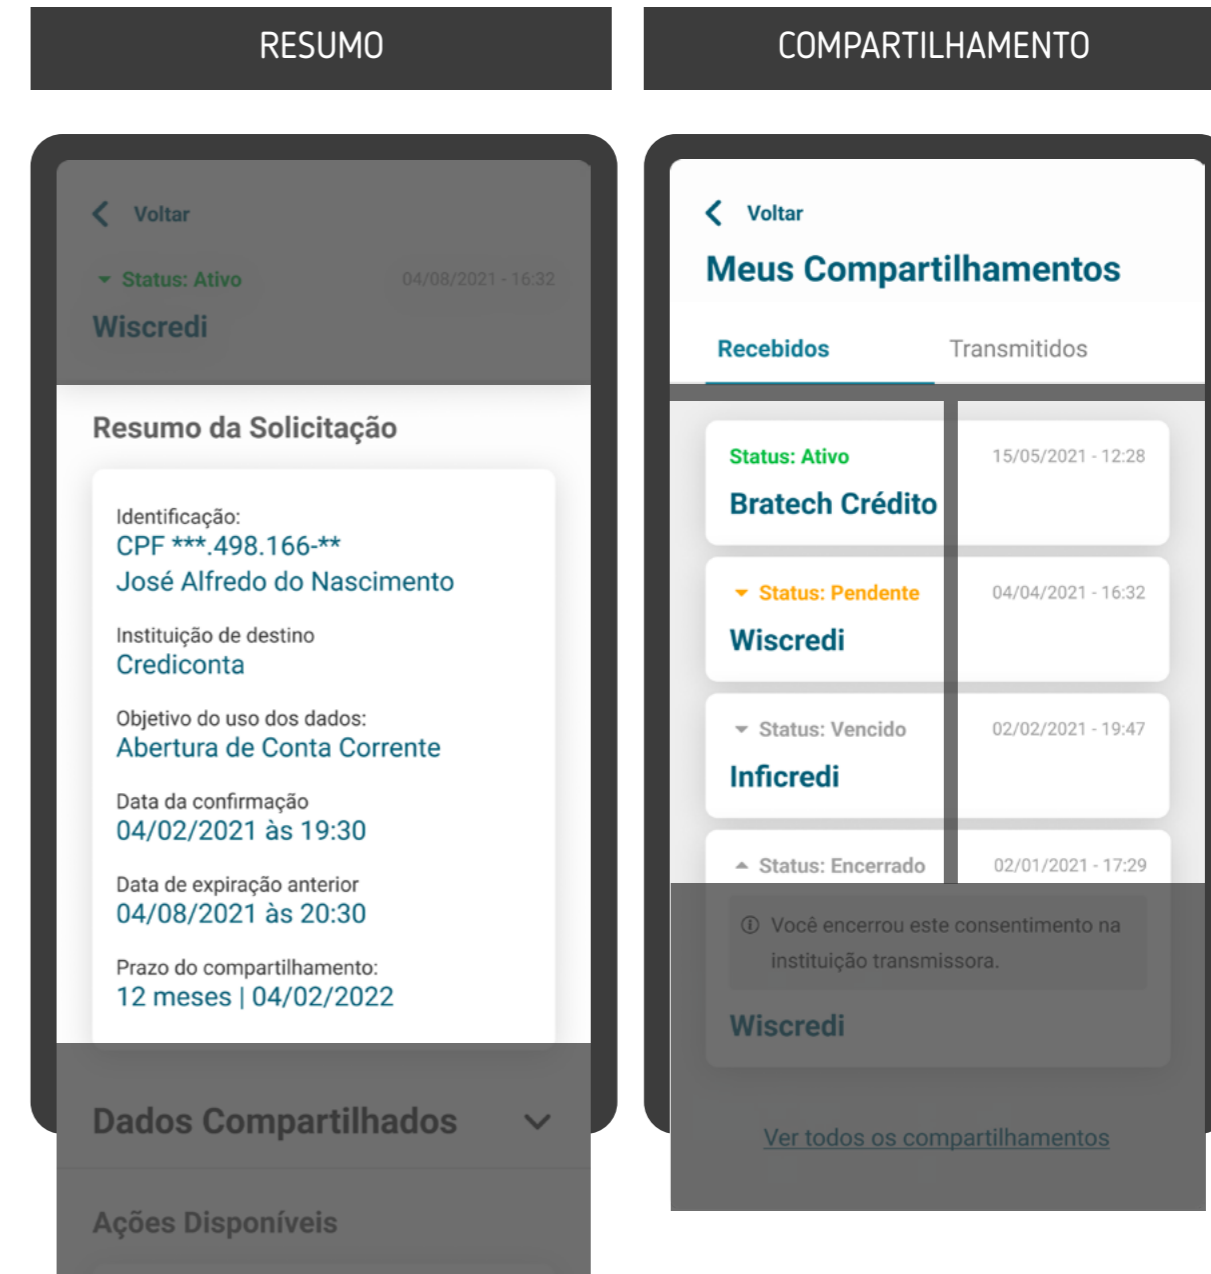 RESUMO
Voltar
Status: Ativo 04/08/2021 - 16:32
Wiscredi
Resumo da Solicitação
Identificação:
CPF ***.498.166-**
José Alfredo do Nascimento
Instituição de destino
Crediconta
Objetivo do uso dos dados:
Abertura de Conta Corrente
Data da confirmação
04/02/2021 às 19:30
Data de expiração anterior
04/08/2021 às 20:30
Prazo do compartilhamento:
12 meses | 04/02/2022
Dados Compartilhados
Ações Disponíveis
COMPARTILHAMENTO
Voltar
Meus Compartilhamentos
Recebidos Transmitidos
Status: Ativo 15/05/2021 - 12:28
Bratech Crédito
Status: Pendente 04/04/2021 - 16:32
Wiscredi
Status: Vencido 02/02/2021 - 19:47
Inficredi
Status: Encerrado 02/01/2021 - 17:29
Você encerrou este consentimento na
instituição transmissora.
Wiscredi
Ver todos os compartilhamentos